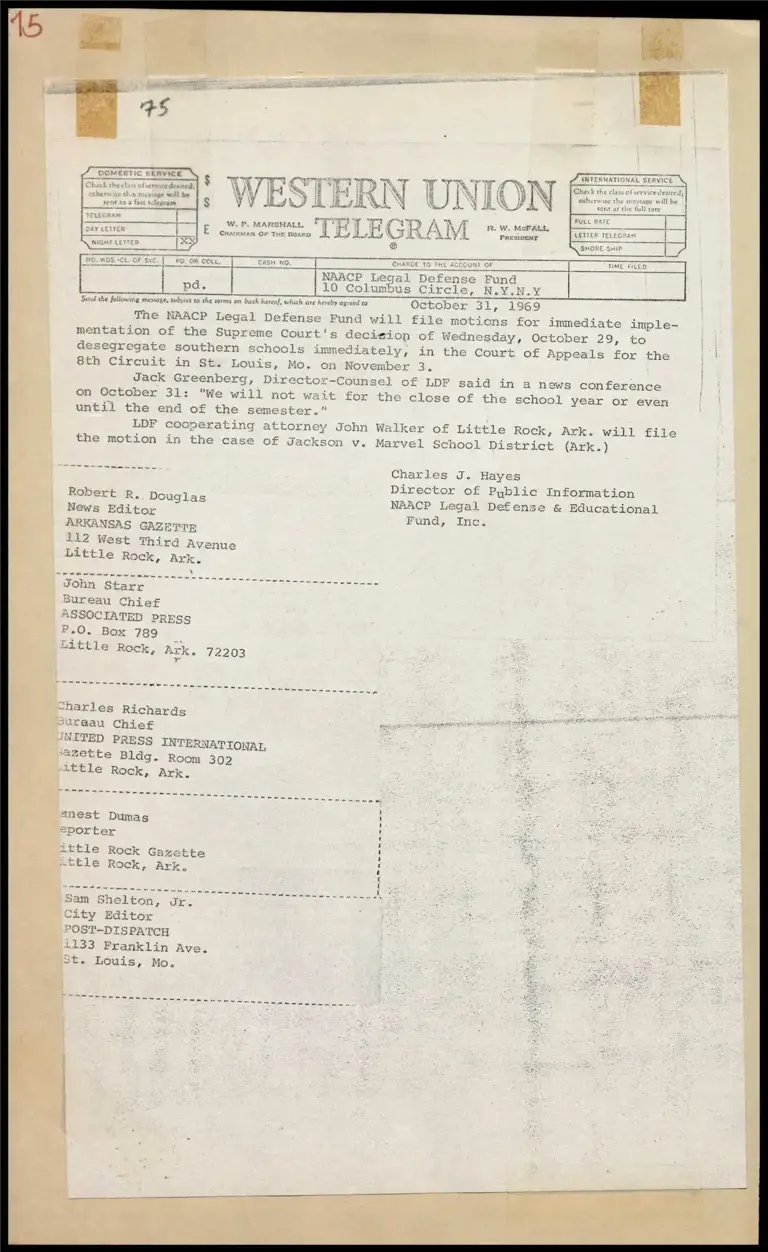 15
75
DOMESTIC SERVICE
Check the class of service desired;
otherwise this message will be
sent as a fast telegram
TELEGRAM
DAY LETTER
NIGHT LETTER XX
$
S
E
WESTERN UNION
TELEGRAM
®
W. P. MARSHALL
CHAIRMAN OF THE BOARD
R. W. McFALL
PRESIDENT
INTERNATIONAL SERVICE
Check the class of service desired;
otherwise the message will be
sent at the full rate
FULL RATE
LETTER TELEGRAM
SHORE-SHIP
NO. WDS.-CL. OF SVC. PD. OR COLL. CASH NO. CHARGE TO THE ACCOUNT OF TIME FILED
pd. NAACP Legal Defense Fund
10 Columbus Circle, N.Y.N.Y
Send the following message, subject to the terms on back hereof, which are hereby agreed to
October 31, 1969
The NAACP Legal Defense Fund will file motions for immediate imple-
mentation of the Supreme Court's decision of Wednesday, October 29, to
desegregate southern schools immediately, in the Court of Appeals for the
8th Circuit in St. Louis, Mo. on November 3.
Jack Greenberg, Director-Counsel of LDF said in a news conference
on October 31: "We will not wait for the close of the school year or even
until the end of the semester."
LDF cooperating attorney John Walker of Little Rock, Ark. will file
the motion in the case of Jackson v. Marvel School District (Ark.)
Charles J. Hayes
Director of Public Information
NAACP Legal Defense & Educational
Fund, Inc.
Robert R. Douglas
News Editor
ARKANSAS GAZETTE
112 West Third Avenue
Little Rock, Ark.
John Starr
Bureau Chief
ASSOCIATED PRESS
P.O. Box 789
Little Rock, Ark. 72203
Charles Richards
Buraau Chief
UNITED PRESS INTERNATIONAL
Gazette Bldg. Room 302
Little Rock, Ark.
nest Dumas
eporter
ittle Rock Gazette
ittle Rock, Ark.
Sam Shelton, Jr.
City Editor
POST-DISPATCH
1133 Franklin Ave.
St. Louis, Mo.